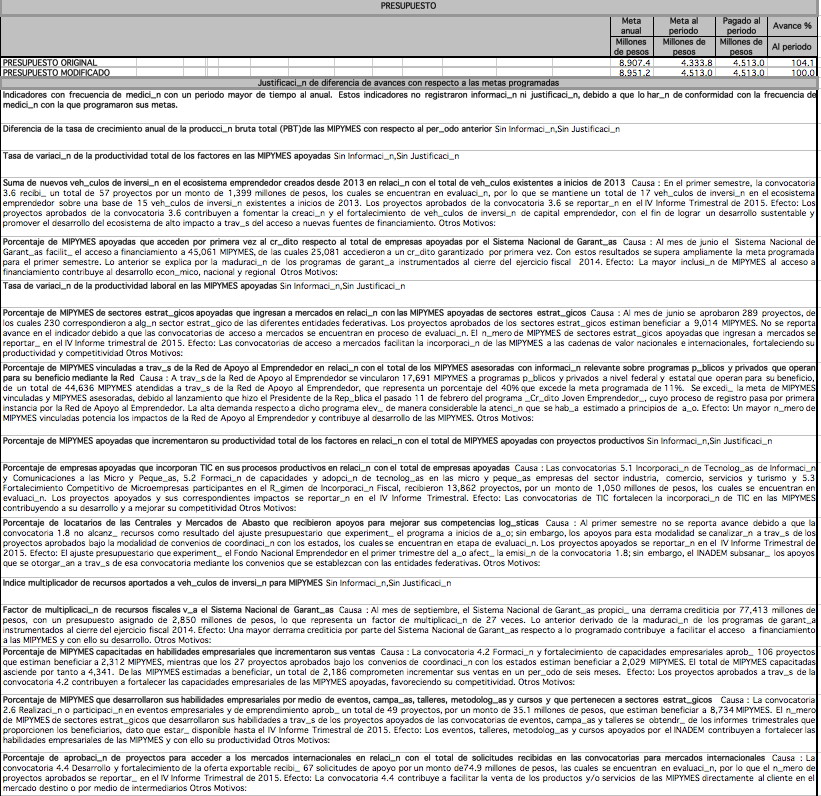 PRESUPUESTO
Meta anual Meta al periodo Pagado al periodo Avance %
Millones de pesos Millones de pesos Millones de pesos Al periodo
PRESUPUESTO ORIGINAL 8.907.4 4.333.8 4.513.0 104.1
PRESUPUESTO MODIFICADO 8.951.2 4.513.0 4.513.0 100.0
Justificaci_n de diferencia de avances con respecto a las metas programadas
Indicadores con frecuencia de medici_n con un periodo mayor de tiempo al anual. Estos indicadores no registraron informaci_n ni justificaci_n, debido a que lo har_n de conformidad con la frecuencia de
medici_n con la que programaron sus metas.
Diferencia de la tasa de crecimiento anual de la producci_n bruta total (PBT)de las MIPYMES con respecto al per_odo anterior Sin Informaci_n,Sin Justificaci_n
Tasa de variaci_n de la productividad total de los factores en las MIPYMES apoyadas Sin Informaci_n,Sin Justificaci_n
Suma de nuevos veh_culos de inversi_n en el ecosistema emprendedor creados desde 2013 en relaci_n con el total de veh_culos existentes a inicios de 2013 Causa : En el primer semestre, la convocatoria
3.6 recibi_ un total de 57 proyectos por un monto de 1,399 millones de pesos, los cuales se encuentran en evaluaci_n, por lo que se mantiene un total de 17 veh_culos de inversi_n en el ecosistema
emprendedor sobre una base de 15 veh_culos de inversi_n existentes a inicios de 2013. Los proyectos aprobados de la convocatoria 3.6 se reportar_n en el IV Informe Trimestral de 2015. Efecto: Los
proyectos aprobados de la convocatoria 3.6 contribuyen a fomentar la creaci_n y el fortalecimiento de veh_culos de inversi_n de capital emprendedor, con el fin de lograr un desarrollo sustentable y
promover el desarrollo del ecosistema de alto impacto a trav_s del acceso a nuevas fuentes de financiamiento. Otros Motivos:
Porcentaje de MIPYMES apoyadas que acceden por primera vez al cr_dito respecto al total de empresas apoyadas por el Sistema Nacional de Garant_as Causa : Al mes de junio el Sistema Nacional de
Garant_as facilit_ el acceso a financiamiento a 45,061 MIPYMES, de las cuales 25,081 accedieron a un cr_dito garantizado por primera vez. Con estos resultados se supera ampliamente la meta programada
para el primer semestre. Lo anterior se explica por la maduraci_n de los programas de garant_a instrumentados al cierre del ejercicio fiscal 2014. Efecto: La mayor inclusi_n de MIPYMES al acceso a
financiamiento contribuye al desarrollo econ_mico, nacional y regional Otros Motivos:
Tasa de variaci_n de la productividad laboral en las MIPYMES apoyadas Sin Informaci_n,Sin Justificaci_n
Porcentaje de MIPYMES de sectores estrat_gicos apoyadas que ingresan a mercados en relaci_n con las MIPYMES apoyadas de sectores estrat_gicos Causa : Al mes de junio se aprobaron 289 proyectos, de
los cuales 230 correspondieron a alg_n sector estrat_gico de las diferentes entidades federativas. Los proyectos aprobados de los sectores estrat_gicos estiman beneficiar a 9,014 MIPYMES. No se reporta
avance en el indicador debido a que las convocatorias de acceso a mercados se encuentran en proceso de evaluaci_n. El n_mero de MIPYMES de sectores estrat_gicos apoyadas que ingresan a mercados se
reportar_ en el IV Informe trimestral de 2015. Efecto: Las convocatorias de acceso a mercados facilitan la incorporaci_n de las MIPYMES a las cadenas de valor nacionales e internacionales, fortaleciendo su
productividad y competitividad Otros Motivos:
Porcentaje de MIPYMES vinculadas a trav_s de la Red de Apoyo al Emprendedor en relaci_n con el total de los MIPYMES asesoradas con informaci_n relevante sobre programas p_blicos y privados que operan
para su beneficio mediante la Red Causa : A trav_s de la Red de Apoyo al Emprendedor se vincularon 17,691 MIPYMES a programas p_blicos y privados a nivel federal y estatal que operan para su beneficio,
de un total de 44,636 MIPYMES atendidas a trav_s de la Red de Apoyo al Emprendedor, que representa un porcentaje del 40% que excede la meta programada de 11%. Se excedi_ la meta de MIPYMES
vinculadas y MIPYMES asesoradas, debido al lanzamiento que hizo el Presidente de la Rep_blica el pasado 11 de febrero del programa _Cr_dito Joven Emprendedor_, cuyo proceso de registro pasa por primera
instancia por la Red de Apoyo al Emprendedor. La alta demanda respecto a dicho programa elev_ de manera considerable la atenci_n que se hab_a estimado a principios de a_o. Efecto: Un mayor n_mero de
MIPYMES vinculadas potencia los impactos de la Red de Apoyo al Emprendedor y contribuye al desarrollo de las MIPYMES. Otros Motivos:
Porcentaje de MIPYMES apoyadas que incrementaron su productividad total de los factores en relaci_n con el total de MIPYMES apoyadas con proyectos productivos Sin Informaci_n,Sin Justificaci_n
Porcentaje de empresas apoyadas que incorporan TIC en sus procesos productivos en relaci_n con el total de empresas apoyadas Causa : Las convocatorias 5.1 Incorporaci_n de Tecnolog_as de Informaci_n
y Comunicaciones a las Micro y Peque_as, 5.2 Formaci_n de capacidades y adopci_n de tecnolog_as en las micro y peque_as empresas del sector industria, comercio, servicios y turismo y 5.3
Fortalecimiento Competitivo de Microempresas participantes en el R_gimen de Incorporaci_n Fiscal, recibieron 13,862 proyectos, por un monto de 1,050 millones de pesos, los cuales se encuentran en
evaluaci_n. Los proyectos apoyados y sus correspondientes impactos se reportar_n en el IV Informe Trimestral. Efecto: Las convocatorias de TIC fortalecen la incorporaci_n de TIC en las MIPYMES
contribuyendo a su desarrollo y a mejorar su competitividad Otros Motivos:
Porcentaje de locatarios de las Centrales y Mercados de Abasto que recibieron apoyos para mejorar sus competencias log_sticas Causa : Al primer semestre no se reporta avance debido a que la
convocatoria 1.8 no alcanz_ recursos como resultado del ajuste presupuestario que experiment_ el programa a inicios de a_o; sin embargo, los apoyos para esta modalidad se canalizar_n a trav_s de los
proyectos aprobados bajo la modalidad de convenios de coordinaci_n con los estados, los cuales se encuentran en etapa de evaluaci_n. Los proyectos apoyados se reportar_n en el IV Informe Trimestral de
2015. Efecto: El ajuste presupuestario que experiment_ el Fondo Nacional Emprendedor en el primer trimestre del a_o afect_ la emisi_n de la convocatoria 1.8; sin embargo, el INADEM subsanar_ los apoyos
que se otorgar_an a trav_s de esa convocatoria mediante los convenios que se establezcan con las entidades federativas. Otros Motivos:
Indice multiplicador de recursos aportados a veh_culos de inversi_n para MIPYMES Sin Informaci_n,Sin Justificaci_n
Factor de multiplicaci_n de recursos fiscales v_a el Sistema Nacional de Garant_as Causa : Al mes de septiembre, el Sistema Nacional de Garant_as propici_ una derrama crediticia por 77,413 millones de
pesos, con un presupuesto asignado de 2,850 millones de pesos, lo que representa un factor de multiplicaci_n de 27 veces. Lo anterior derivado de la maduraci_n de los programas de garant_a
instrumentados al cierre del ejercicio fiscal 2014. Efecto: Una mayor derrama crediticia por parte del Sistema Nacional de Garant_as respecto a lo programado contribuye a facilitar el acceso a financiamiento
a las MIPYMES y con ello su desarrollo. Otros Motivos:
Porcentaje de MIPYMES capacitadas en habilidades empresariales que incrementaron sus ventas Causa : La convocatoria 4.2 Formaci_n y fortalecimiento de capacidades empresariales aprob_ 106 proyectos
que estiman beneficiar a 2,312 MIPYMES, mientras que los 27 proyectos aprobados bajo los convenios de coordinaci_n con los estados estiman beneficiar a 2,029 MIPYMES. El total de MIPYMES capacitadas
asciende por tanto a 4,341. De las MIPYMES estimadas a beneficiar, un total de 2,186 comprometen incrementar sus ventas en un per_odo de seis meses. Efecto: Los proyectos aprobados a trav_s de la
convocatoria 4.2 contribuyen a fortalecer las capacidades empresariales de las MIPYMES apoyadas, favoreciendo su competitividad. Otros Motivos:
Porcentaje de MIPYMES que desarrollaron sus habilidades empresariales por medio de eventos, campa_as, talleres, metodolog_as y cursos y que pertenecen a sectores estrat_gicos Causa : La convocatoria
2.6 Realizaci_n o participaci_n en eventos empresariales y de emprendimiento aprob_ un total de 49 proyectos, por un monto de 35.1 millones de pesos, que estiman beneficiar a 8,734 MIPYMES. El n_mero
de MIPYMES de sectores estrat_gicos que desarrollaron sus habilidades a trav_s de los proyectos apoyados de las convocatorias de eventos, campa_as y talleres se obtendr_ de los informes trimestrales que
proporcionen los beneficiarios, dato que estar_ disponible hasta el IV Informe Trimestral de 2015. Efecto: Los eventos, talleres, metodolog_as y cursos apoyados por el INADEM contribuyen a fortalecer las
habilidades empresariales de las MIPYMES y con ello su productividad Otros Motivos:
Porcentaje de aprobaci_n de proyectos para acceder a los mercados internacionales en relaci_n con el total de solicitudes recibidas en las convocatorias para mercados internacionales Causa : La
convocatoria 4.4 Desarrollo y fortalecimiento de la oferta exportable recibi_ 67 solicitudes de apoyo por un monto de74.9 millones de pesos, las cuales se encuentran en evaluaci_n, por lo que el n_mero de
proyectos aprobados se reportar_ en el IV Informe Trimestral de 2015. Efecto: La convocatoria 4.4 contribuye a facilitar la venta de los productos y/o servicios de las MIPYMES directamente al cliente en el
mercado destino o por medio de intermediarios Otros Motivos: